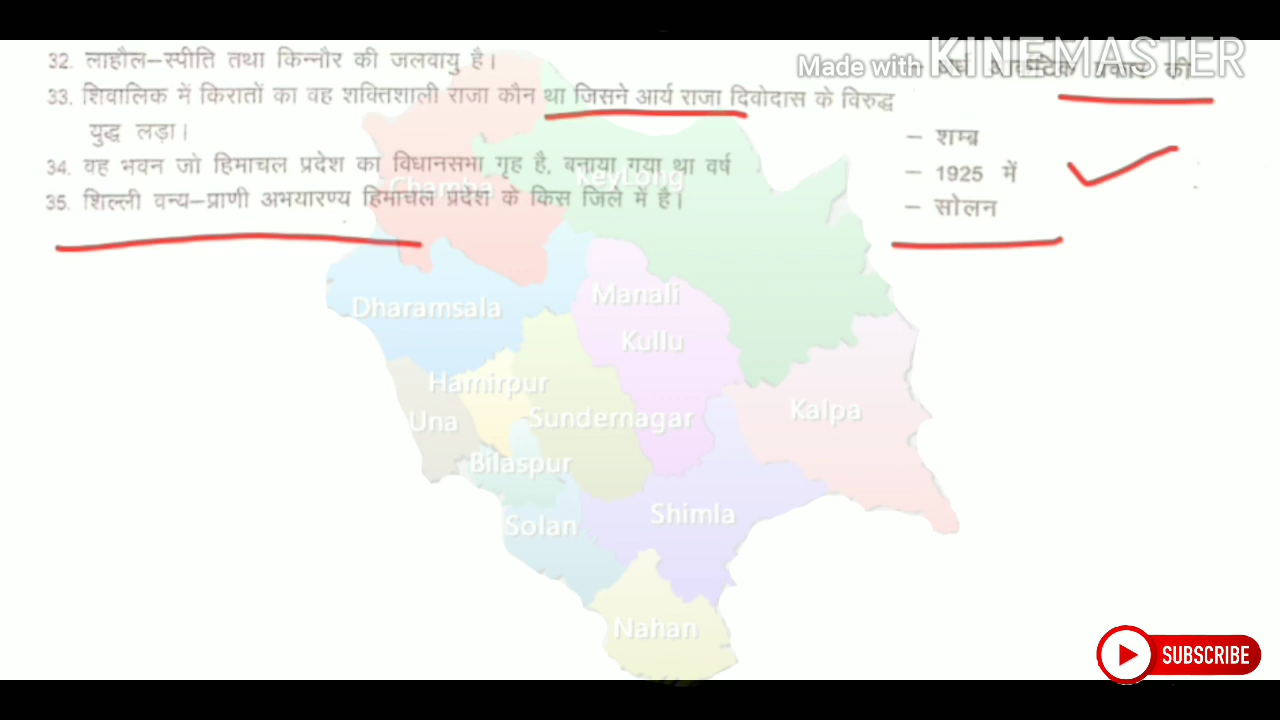 Made with KINEMASTER
32. लाहौल–स्पीति तथा किन्नौर की जलवायु है। की
33. शिवालिक में किरातों का वह शक्तिशाली राजा कौन था जिसने आर्य राजा दिवोदास के विरुद्ध
युद्ध लड़ा। – शम्ब्र
34. वह भवन जो हिमाचल प्रदेश का विधानसभा गृह है, बनाया गया था वर्ष – 1925 में
35. शिल्ली वन्य–प्राणी अभयारण्य हिमाचल प्रदेश के किस जिले में है। – सोलन
Chamba
KeyLong
Manali
Dharamsala
Kullu
Hamirpur
Kalpa
Una
Sundernagar
Bilaspur
Shimla
Solan
Nahan
SUBSCRIBE